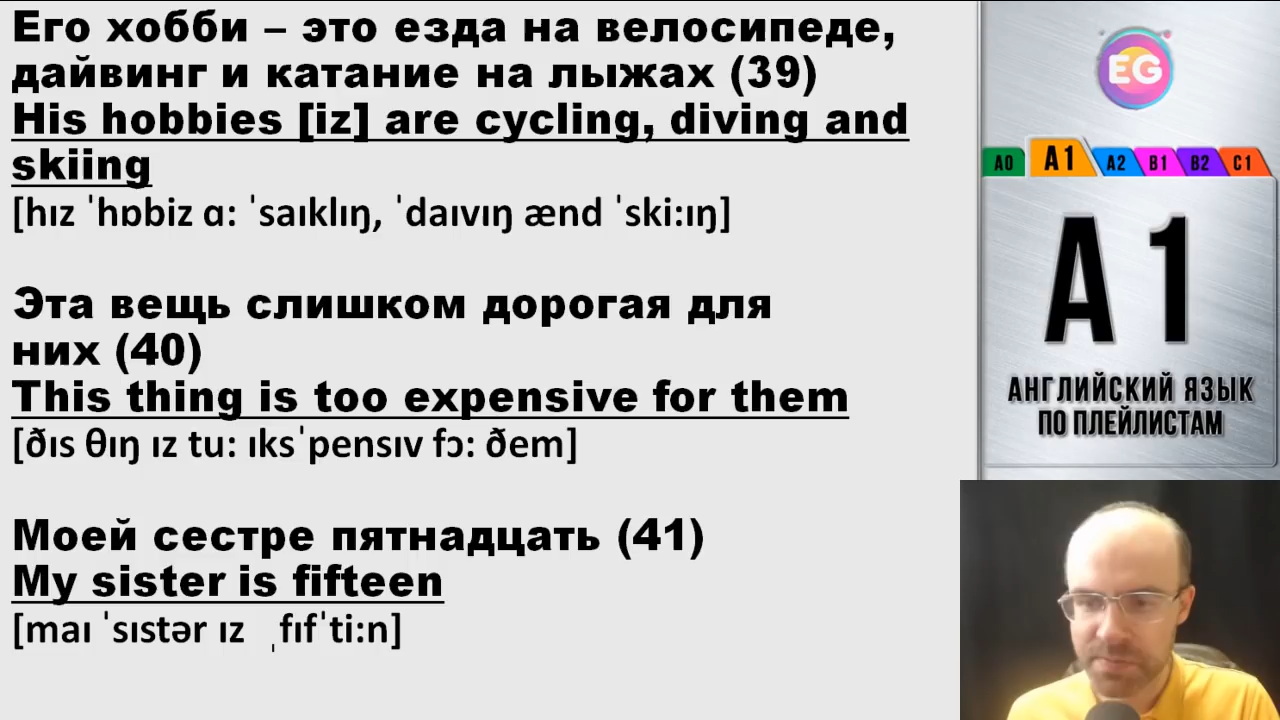 Его хобби – это езда на велосипеде,
дайвинг и катание на лыжах (39)
His hobbies [iz] are cycling, diving and
skiing
[hɪz ˈhɒbiz ɑː ˈsaɪklɪŋ, ˈdaɪvɪŋ ænd ˈskiːɪŋ]
Эта вещь слишком дорогая для
них (40)
This thing is too expensive for them
[ðɪs θɪŋ ɪz tuː ɪksˈpensɪv fɔː ðem]
Моей сестре пятнадцать (41)
My sister is fifteen
[maɪ ˈsɪstər ɪz ˌfɪfˈtiːn]
EG
A0 A1 A2 B1 B2 C1
A 1
АНГЛИЙСКИЙ ЯЗЫК
ПО ПЛЕЙЛИСТАМ